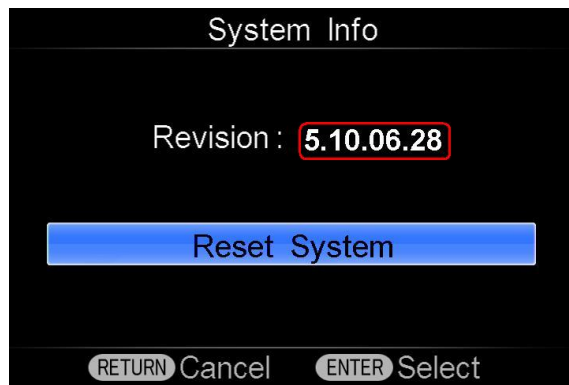 System Info
Revision : 5.10.06.28
Reset System
RETURN Cancel ENTER Select